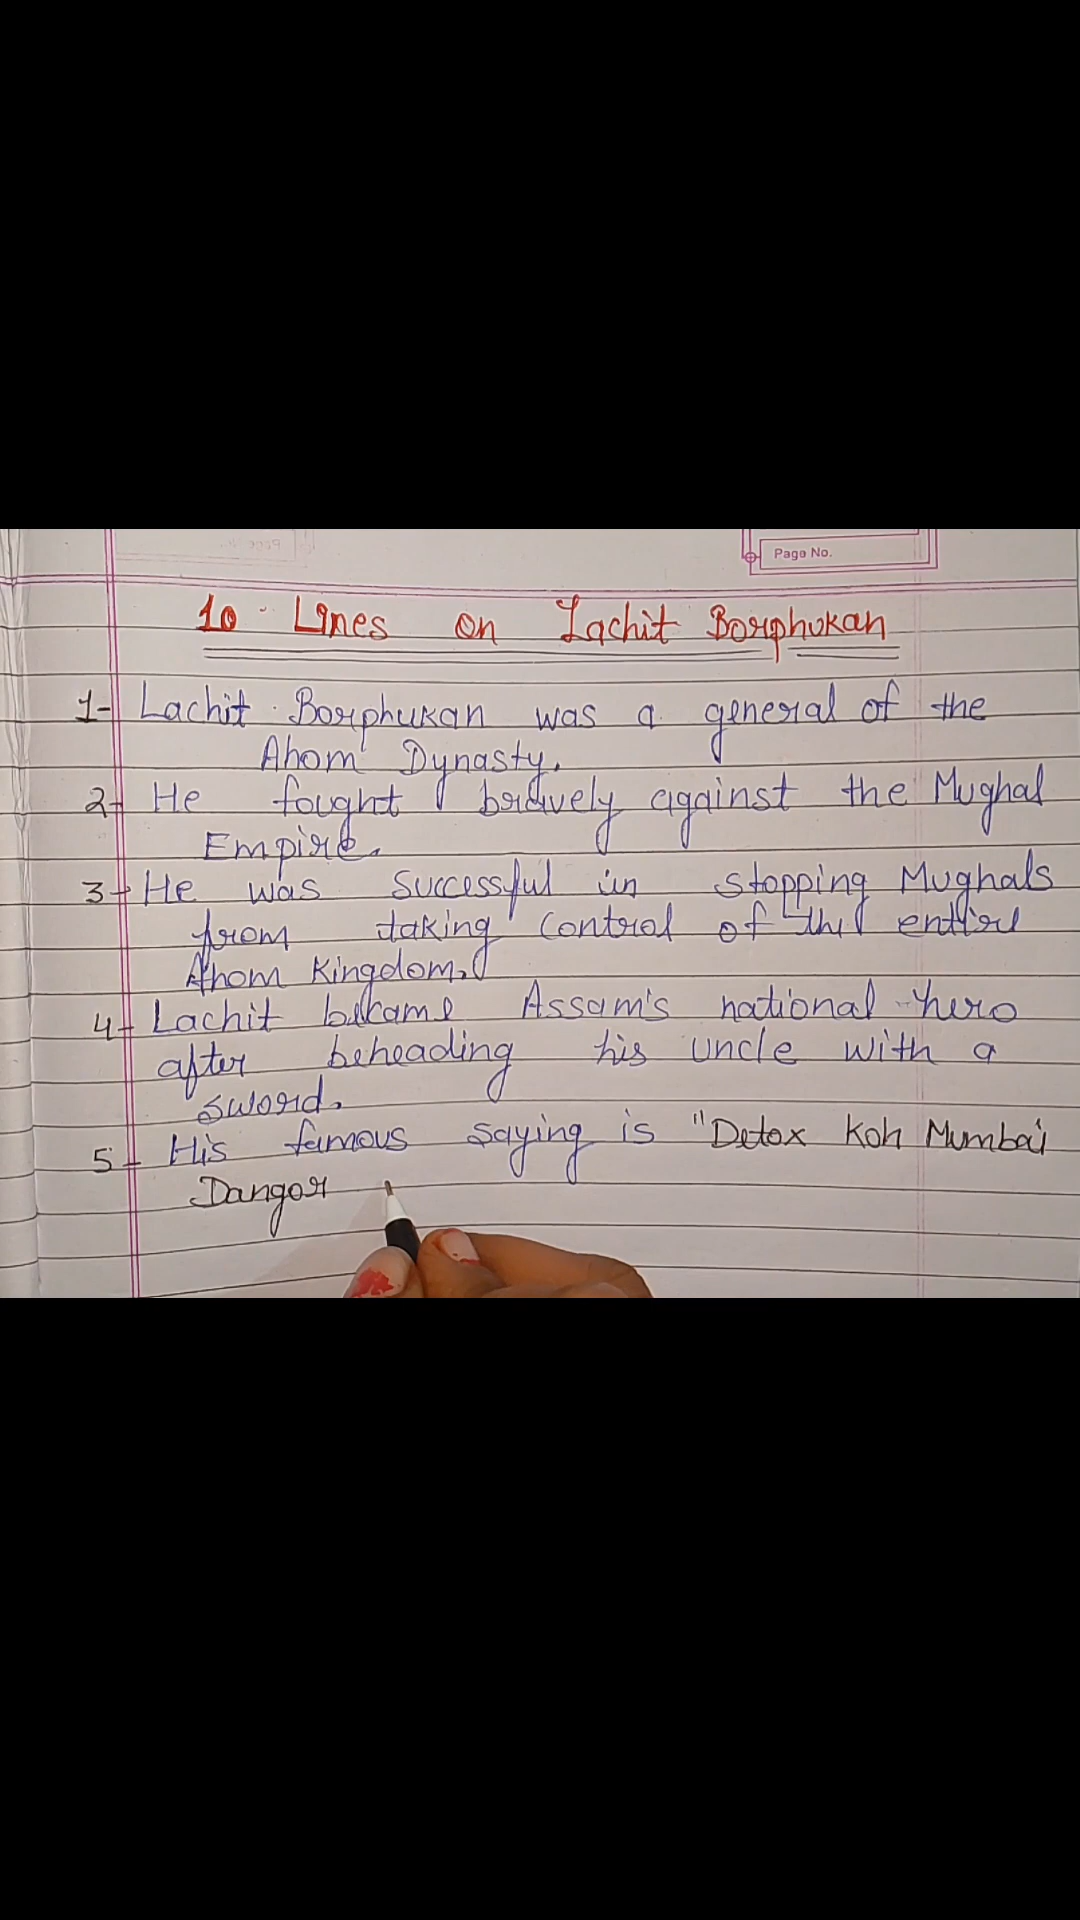 Page No.
10 Lines on Lachit Borphukan
1- Lachit Borphukan was a general of the
Ahom Dynasty.
2- He fought bravely against the Mughal
Empire.
3- He was successful in stopping Mughals
from taking control of the entire
Ahom Kingdom.
4- Lachit became Assam's national hero
after beheading his uncle with a
sword.
5- His famous saying is "Detox Koh Mumbai
Dangor